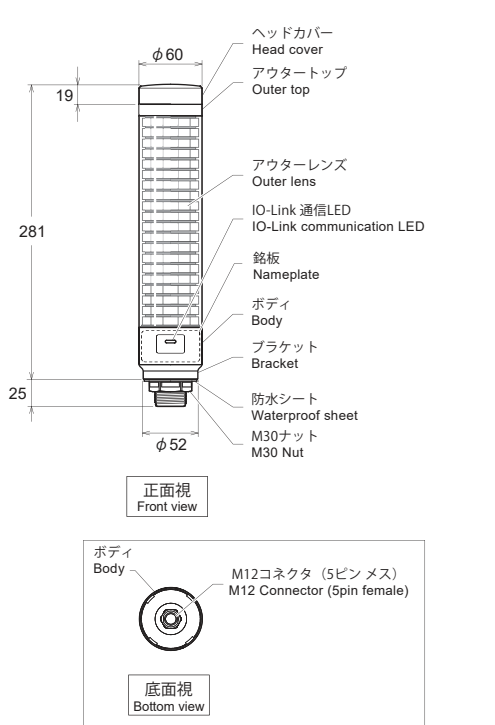 ヘッドカバー
Head cover
φ60
アウタートップ
Outer top
19
アウターレンズ
Outer lens
IO-Link 通信LED
IO-Link communication LED
281
銘板
Nameplate
ボディ
Body
ブラケット
Bracket
25
防水シート
Waterproof sheet
M30ナット
M30 Nut
φ52
正面視
Front view
ボディ
Body
M12コネクタ（5ピン メス）
M12 Connector (5pin female)
底面視
Bottom view